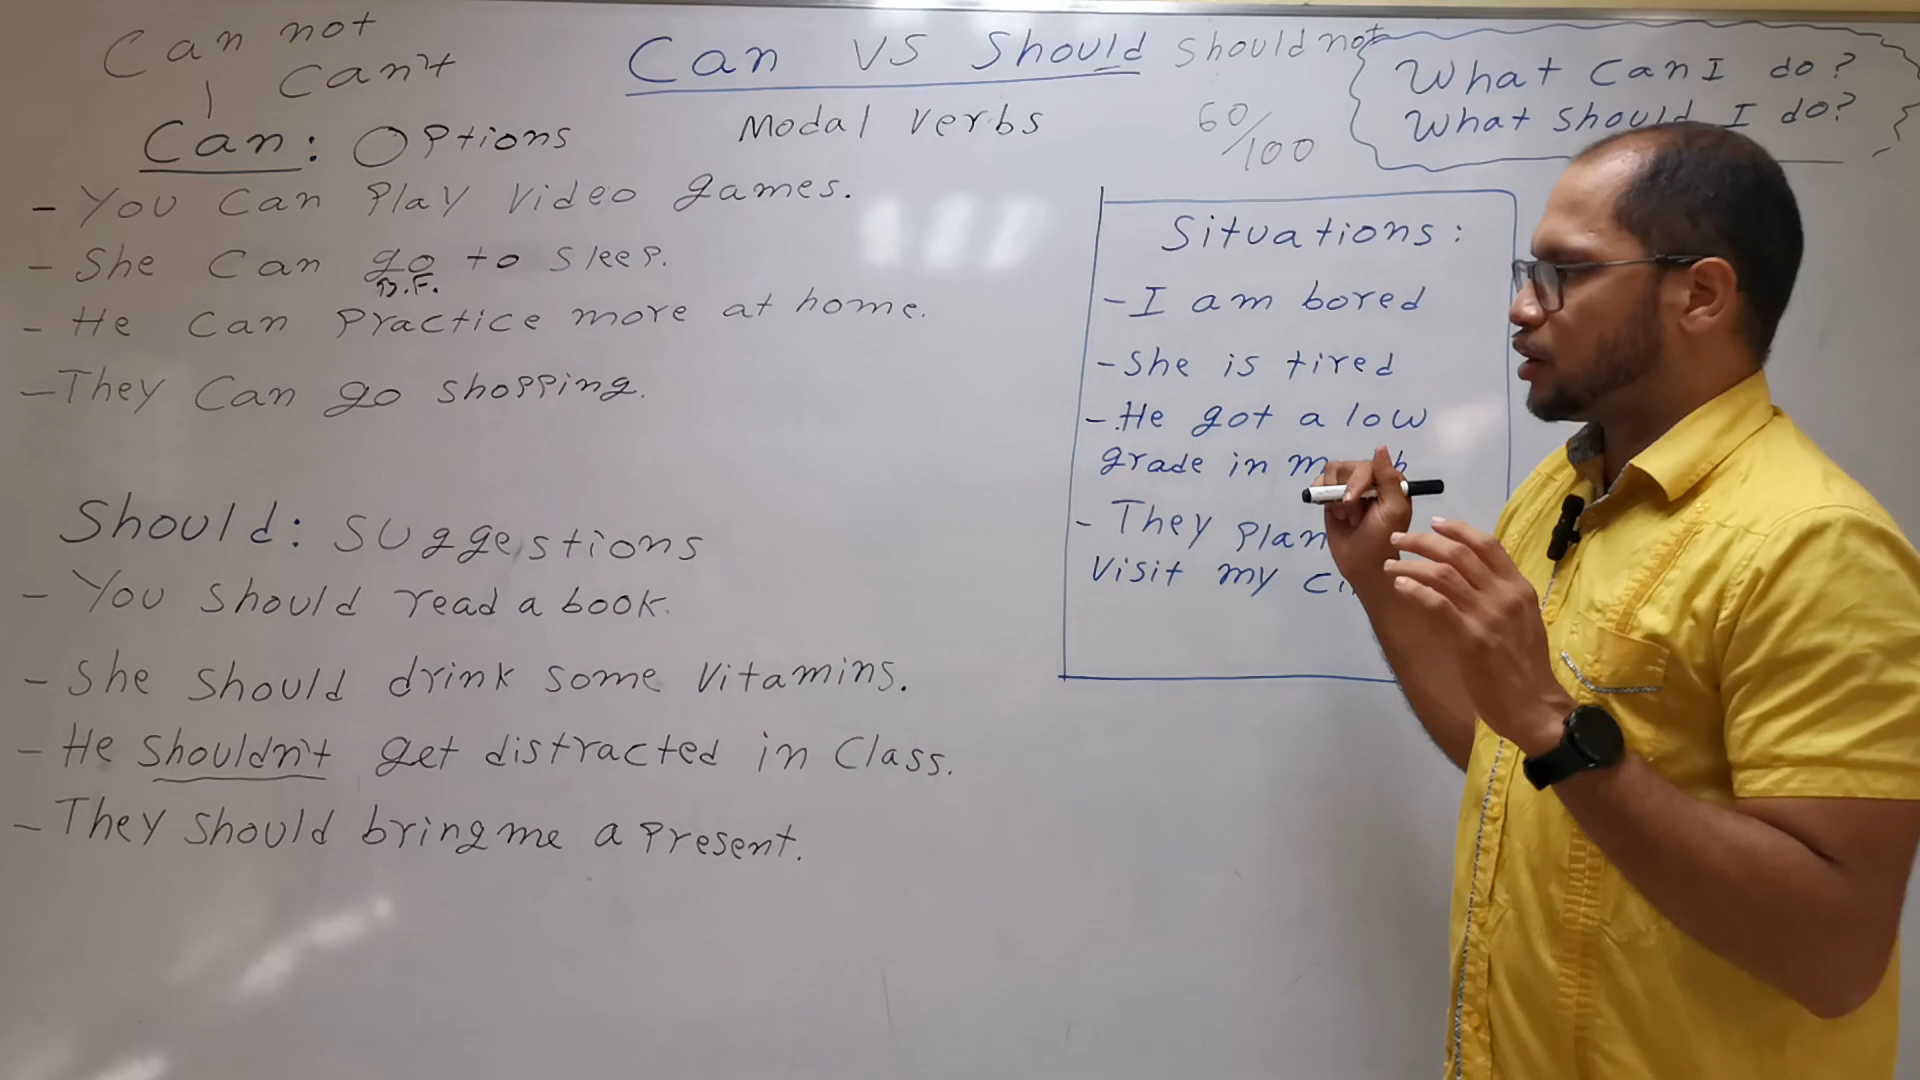 Can not
Can't
Can VS Should should not
What Can I do?
What should I do?
Modal verbs
60/100
Can: Options
- You Can Play Video games.
- She Can go to sleep.
B.F.
- He Can Practice more at home.
- They Can go shopping.
Should: Suggestions
- You should read a book.
- She should drink some Vitamins.
- He shouldn't get distracted in Class.
- They should bring me a Present.
Situations:
- I am bored
- She is tired
- He got a low
grade in
- They Plan
Visit my